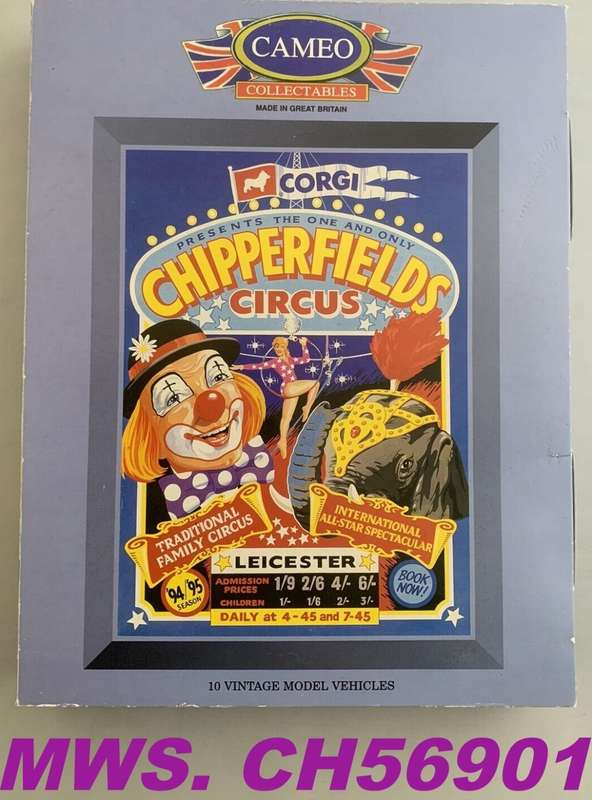 CAMEO
COLLECTABLES
MADE IN GREAT BRITAIN
CORGI
PRESENTS THE ONE AND ONLY
CHIPPERFIELDS
CIRCUS
TRADITIONAL
FAMILY CIRCUS
INTERNATIONAL
ALL-STAR SPECTACULAR
LEICESTER
'94/'95
SEASON
ADMISSION PRICES 1/9 2/6 4/- 6/-
CHILDREN 1/- 1/6 2/- 3/-
BOOK
NOW!
DAILY at 4-45 and 7-45
10 VINTAGE MODEL VEHICLES
MWS. CH56901